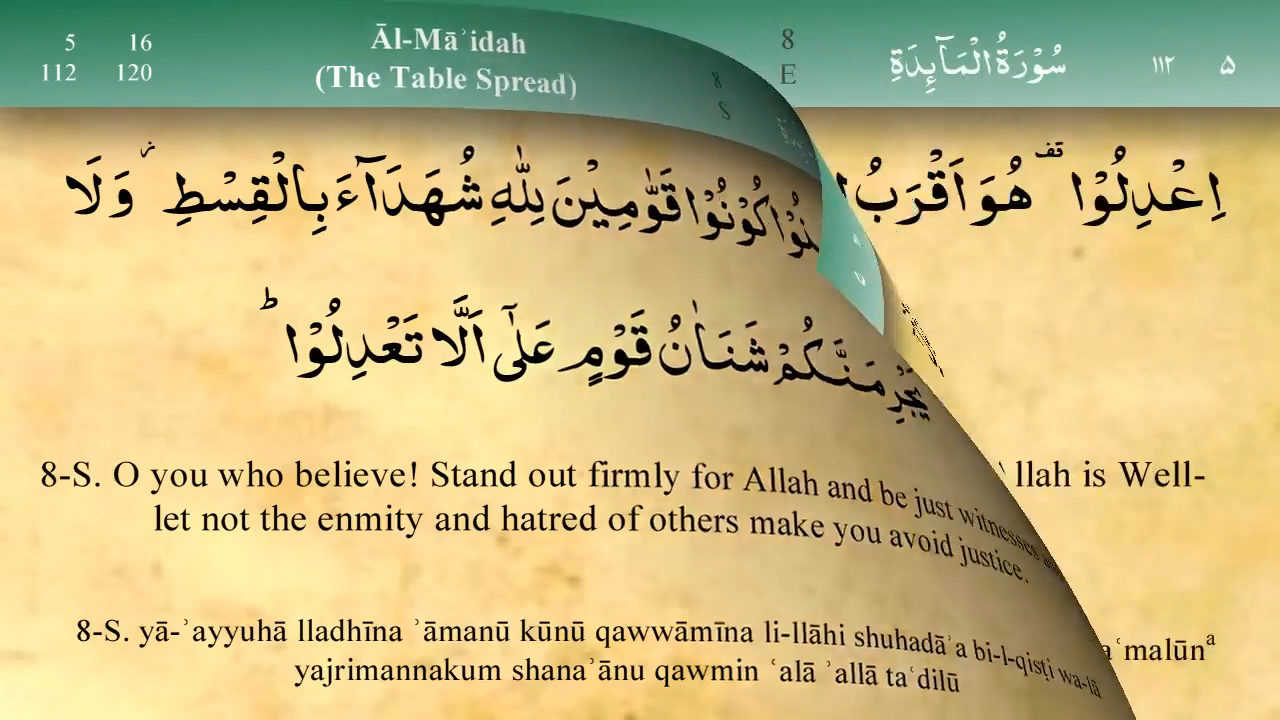 5 16
112 120
Āl-Māʾidah
(The Table Spread)
8
E
8
S
سُوْرَةُ الْمَآئِدَةِ
١١٢ ٥
نُوْا كُوْنُوْا قَوّٰمِيْنَ لِلّٰهِ شُهَدَآءَ بِالْقِسْطِ ۫ وَلَا
اِعْدِلُوْا ۫ هُوَ اَقْرَبُ
يَجْرِمَنَّكُمْ شَنَاٰنُ قَوْمٍ عَلٰٓى اَلَّا تَعْدِلُوْا ؕ
8-S. O you who believe! Stand out firmly for Allah and be just witnesses
let not the enmity and hatred of others make you avoid justice.
llah is Well-
8-S. yā-ʾayyuhā lladhīna ʾāmanū kūnū qawwāmīna li-llāhi shuhadāʾa bi-l-qisṭi wa-lā
yajrimannakum shanaʾānu qawmin ʿalā ʾallā taʿdilū
aʿmalūnᵃ